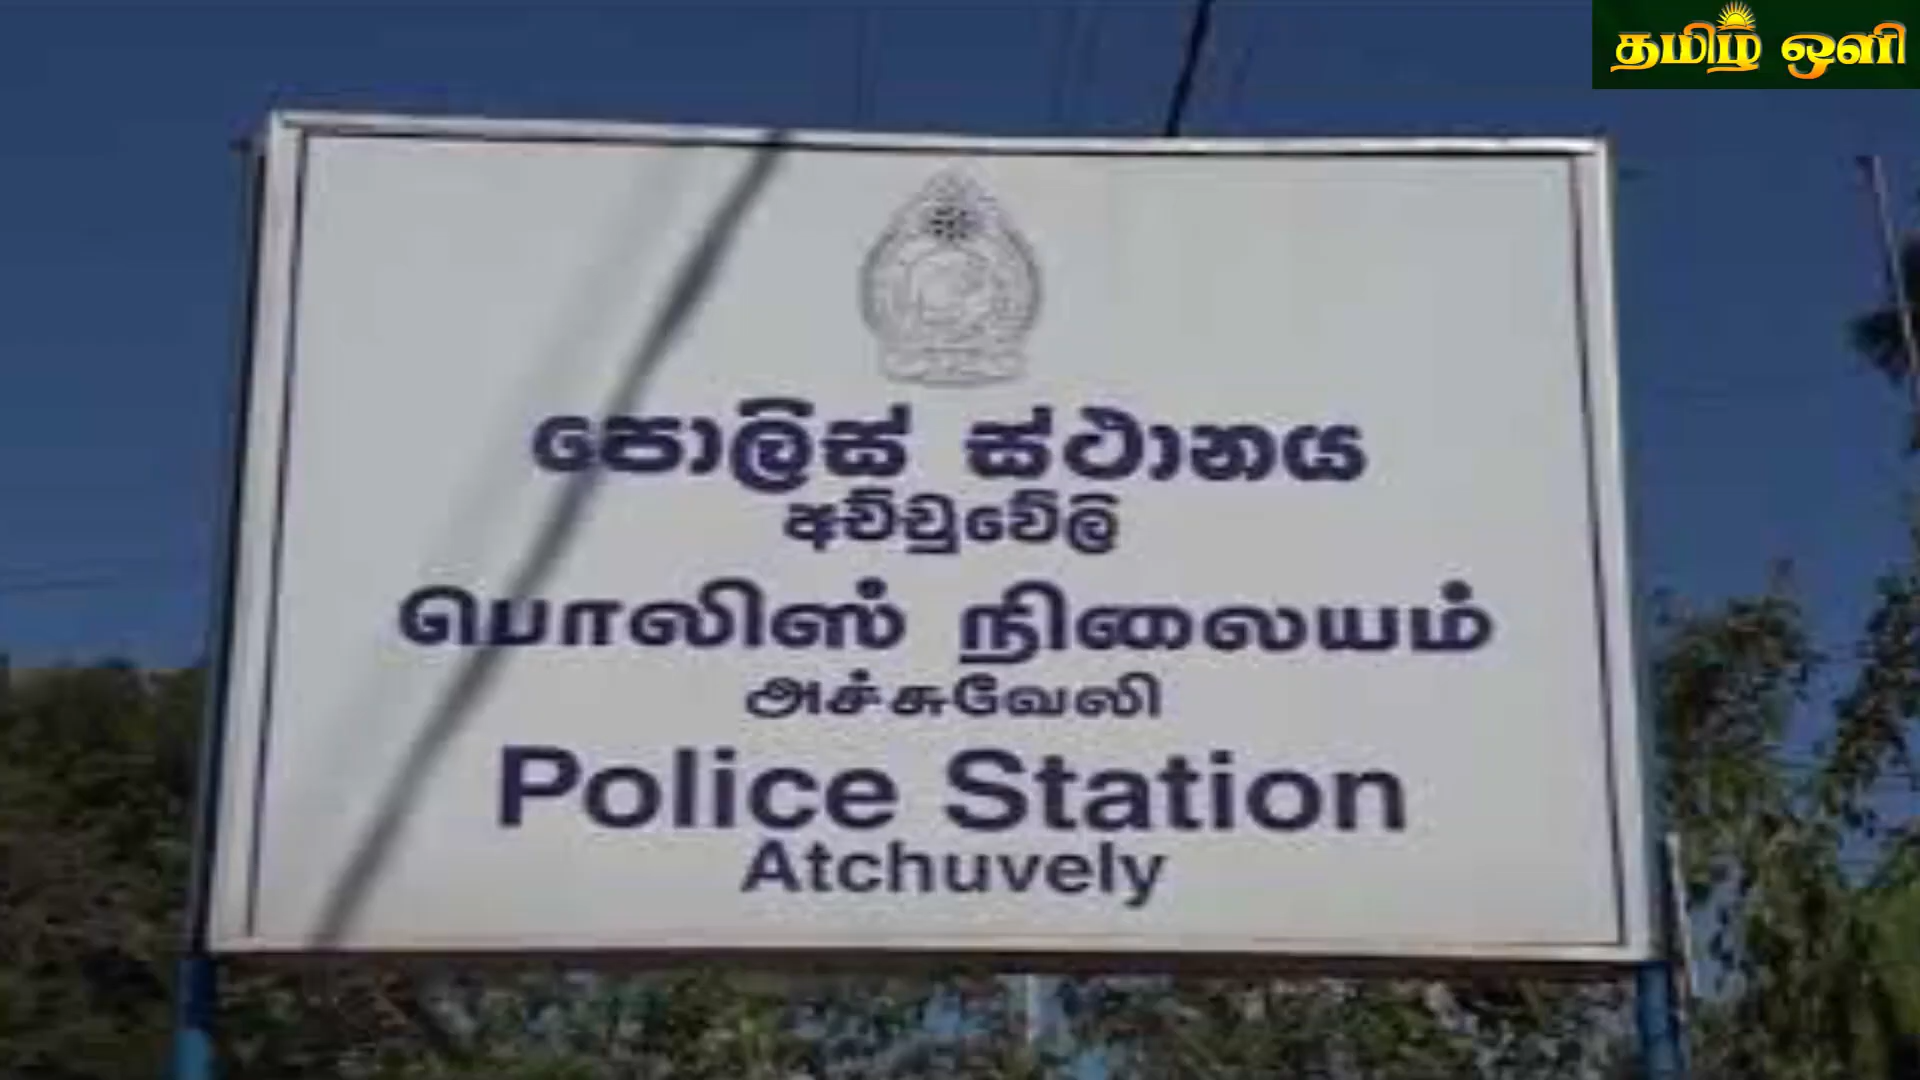 தமிழ் ஒளி
පොලිස් ස්ථානය
අච්චුවේලි
பொலிஸ் நிலையம்
அச்சுவேலி
Police Station
Atchuvely